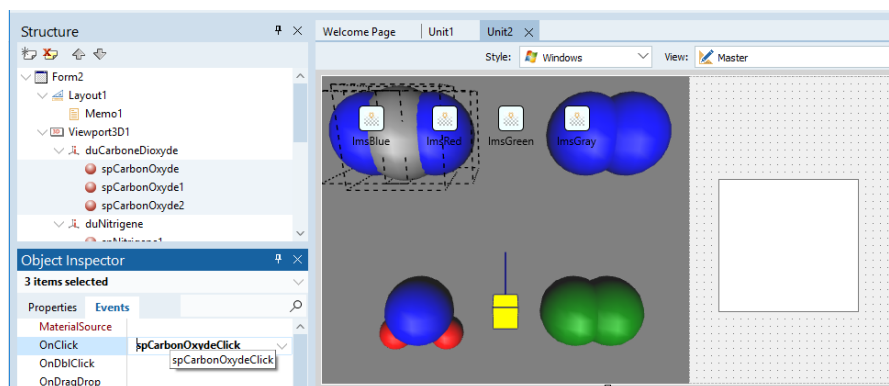 Structure
Form2
Layout1
Memo1
Viewport3D1
duCarboneDioxyde
spCarbonOxyde
spCarbonOxyde1
spCarbonOxyde2
duNitrigene
spNitrigene1
Object Inspector
3 items selected
Properties Events
MaterialSource
OnClick spCarbonOxydeClick
spCarbonOxydeClick
OnDblClick
OnDragDrop
Welcome Page Unit1 Unit2
Style: Windows View: Master
lmsBlue lmsRed lmsGreen lmsGray